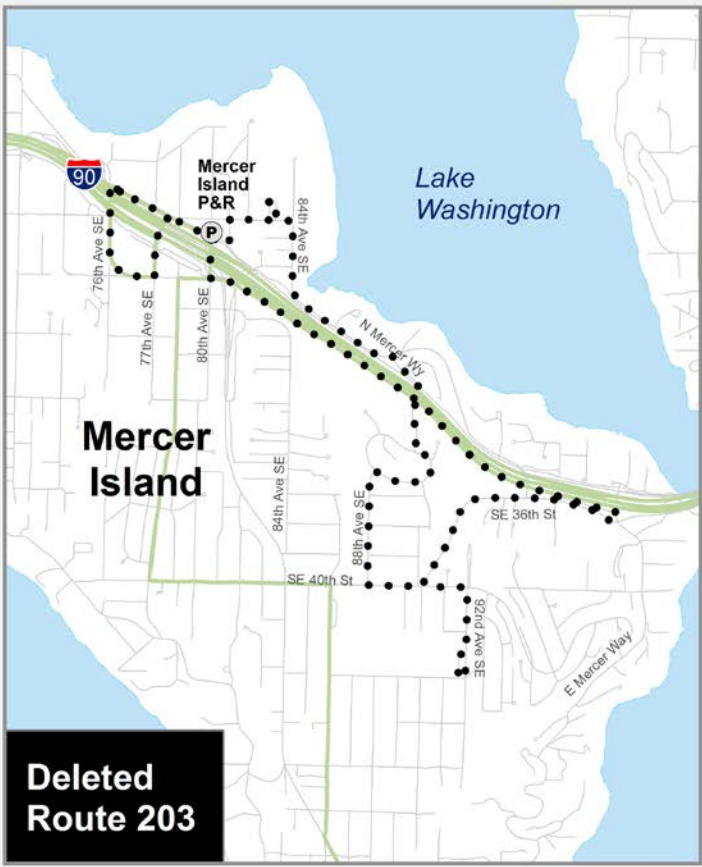 90
Mercer
Island
P&R
P
Lake
Washington
84th Ave SE
76th Ave SE
77th Ave SE
80th Ave SE
N Mercer Wy
Mercer
Island
84th Ave SE
88th Ave SE
SE 36th St
SE 40th St
92nd Ave SE
E Mercer Way
Deleted
Route 203